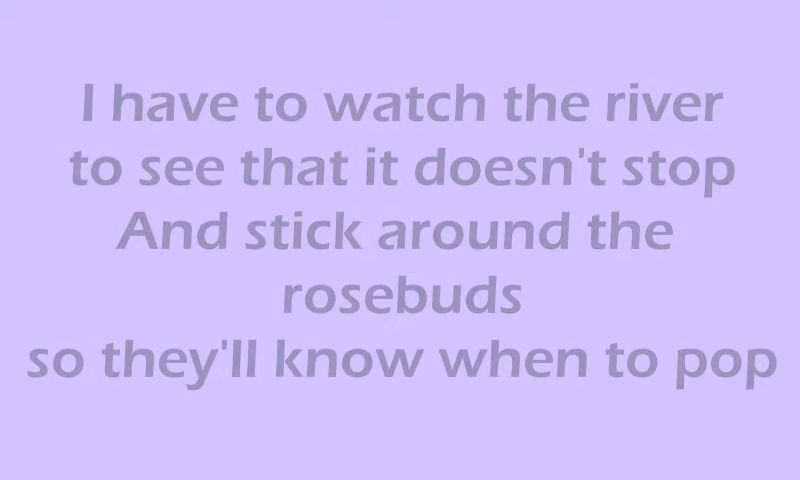 I have to watch the river
to see that it doesn't stop
And stick around the
rosebuds
so they'll know when to pop